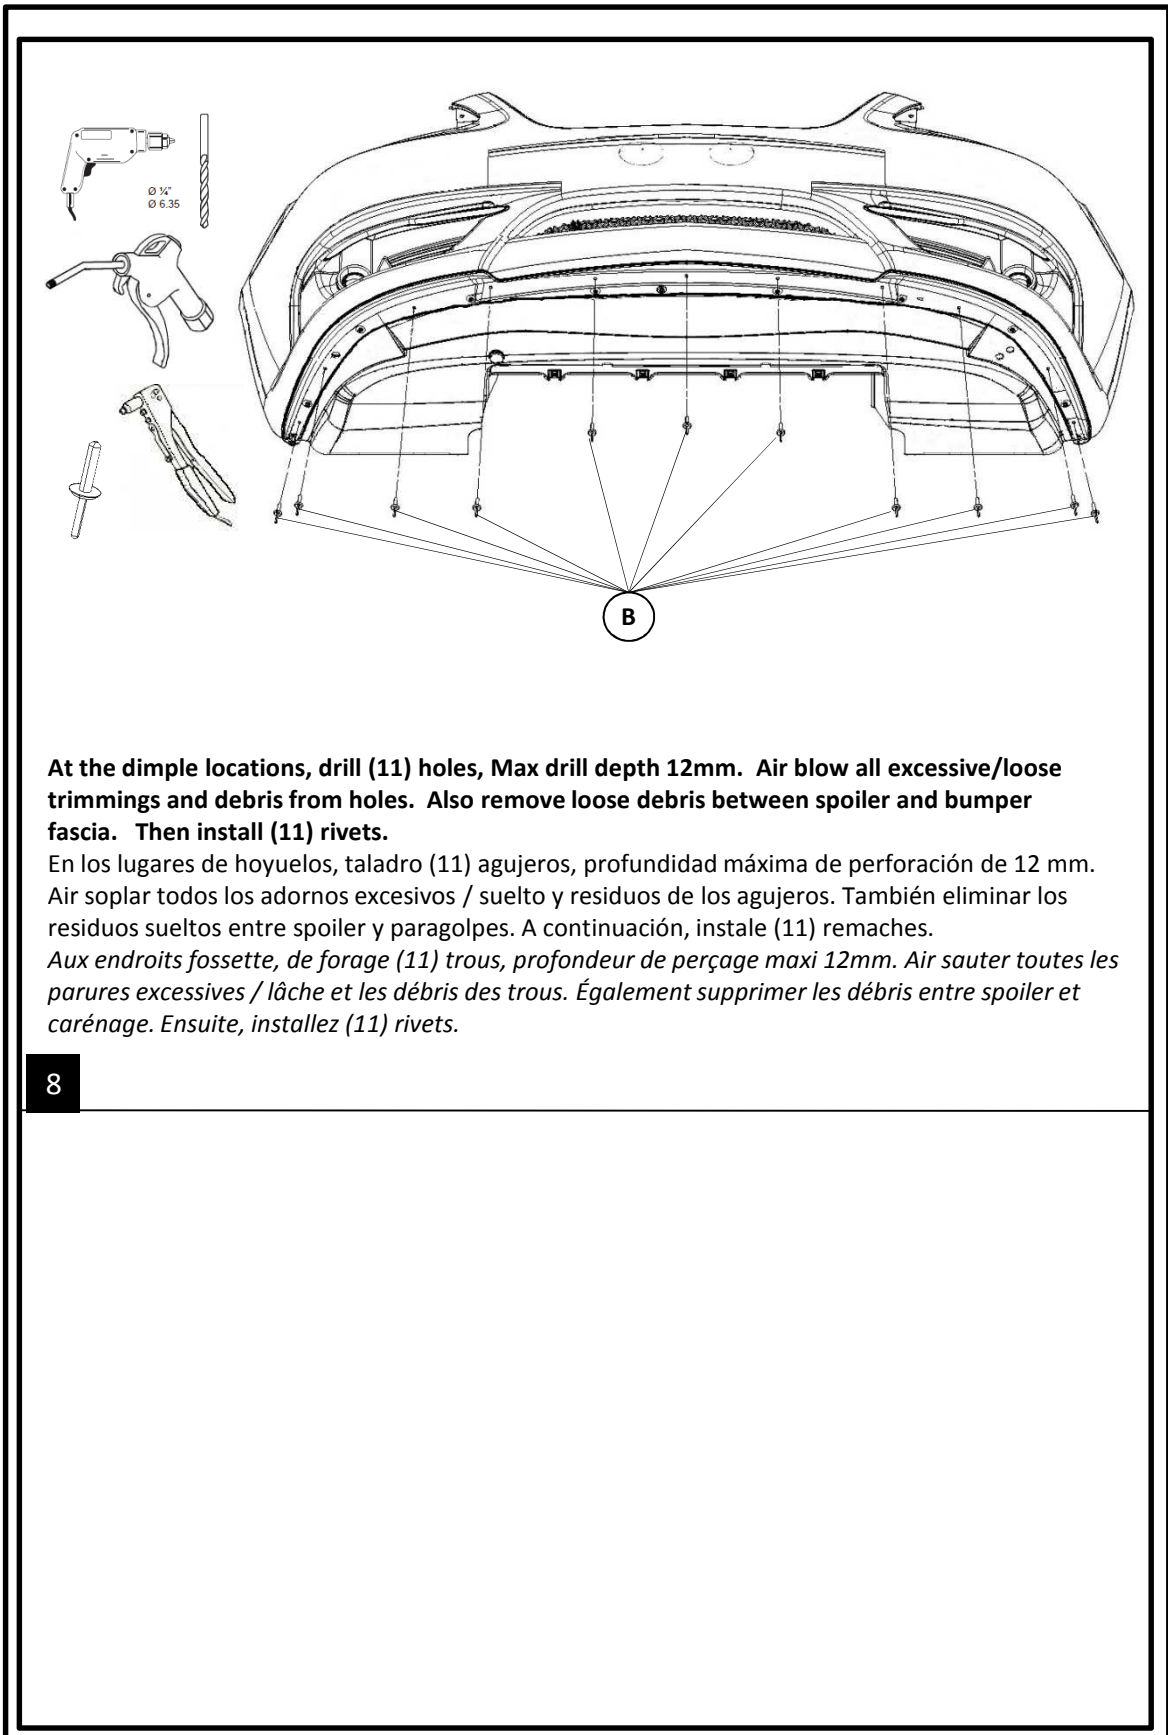 Ø ¼"
Ø 6.35
B
At the dimple locations, drill (11) holes, Max drill depth 12mm.  Air blow all excessive/loose
trimmings and debris from holes.  Also remove loose debris between spoiler and bumper
fascia.   Then install (11) rivets.
En los lugares de hoyuelos, taladro (11) agujeros, profundidad máxima de perforación de 12 mm.
Air soplar todos los adornos excesivos / suelto y residuos de los agujeros. También eliminar los
residuos sueltos entre spoiler y paragolpes. A continuación, instale (11) remaches.
Aux endroits fossette, de forage (11) trous, profondeur de perçage maxi 12mm. Air sauter toutes les
parures excessives / lâche et les débris des trous. Également supprimer les débris entre spoiler et
carénage. Ensuite, installez (11) rivets.
8